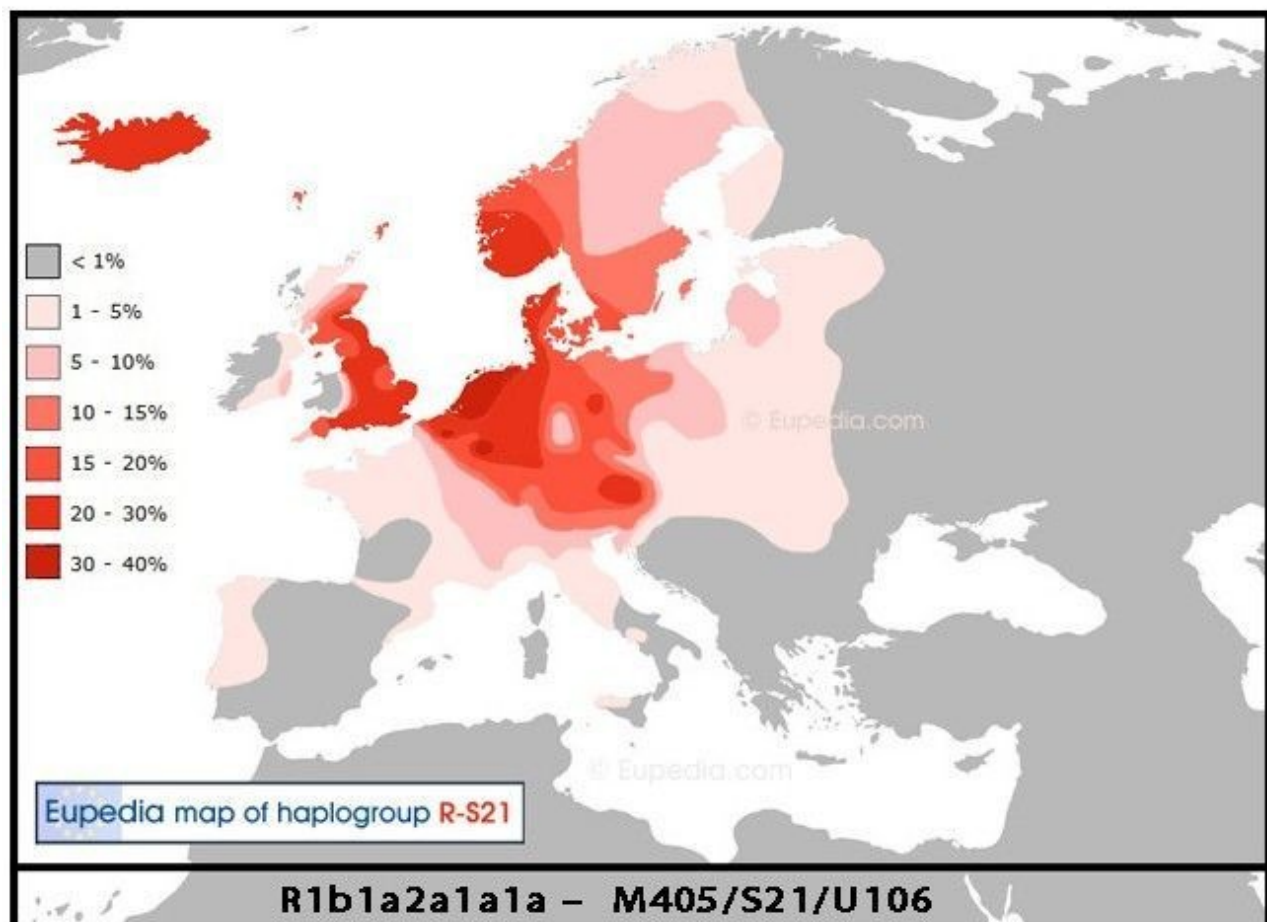 < 1%
1 - 5%
5 - 10%
10 - 15%
15 - 20%
20 - 30%
30 - 40%
© Eupedia.com
© Eupedia.com
Eupedia map of haplogroup R-S21
R1b1a2a1a1a – M405/S21/U106